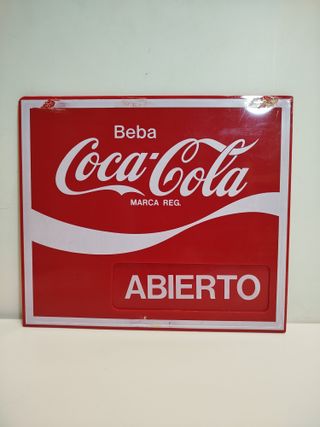 Beba
Coca-Cola
MARCA REG.
ABIERTO